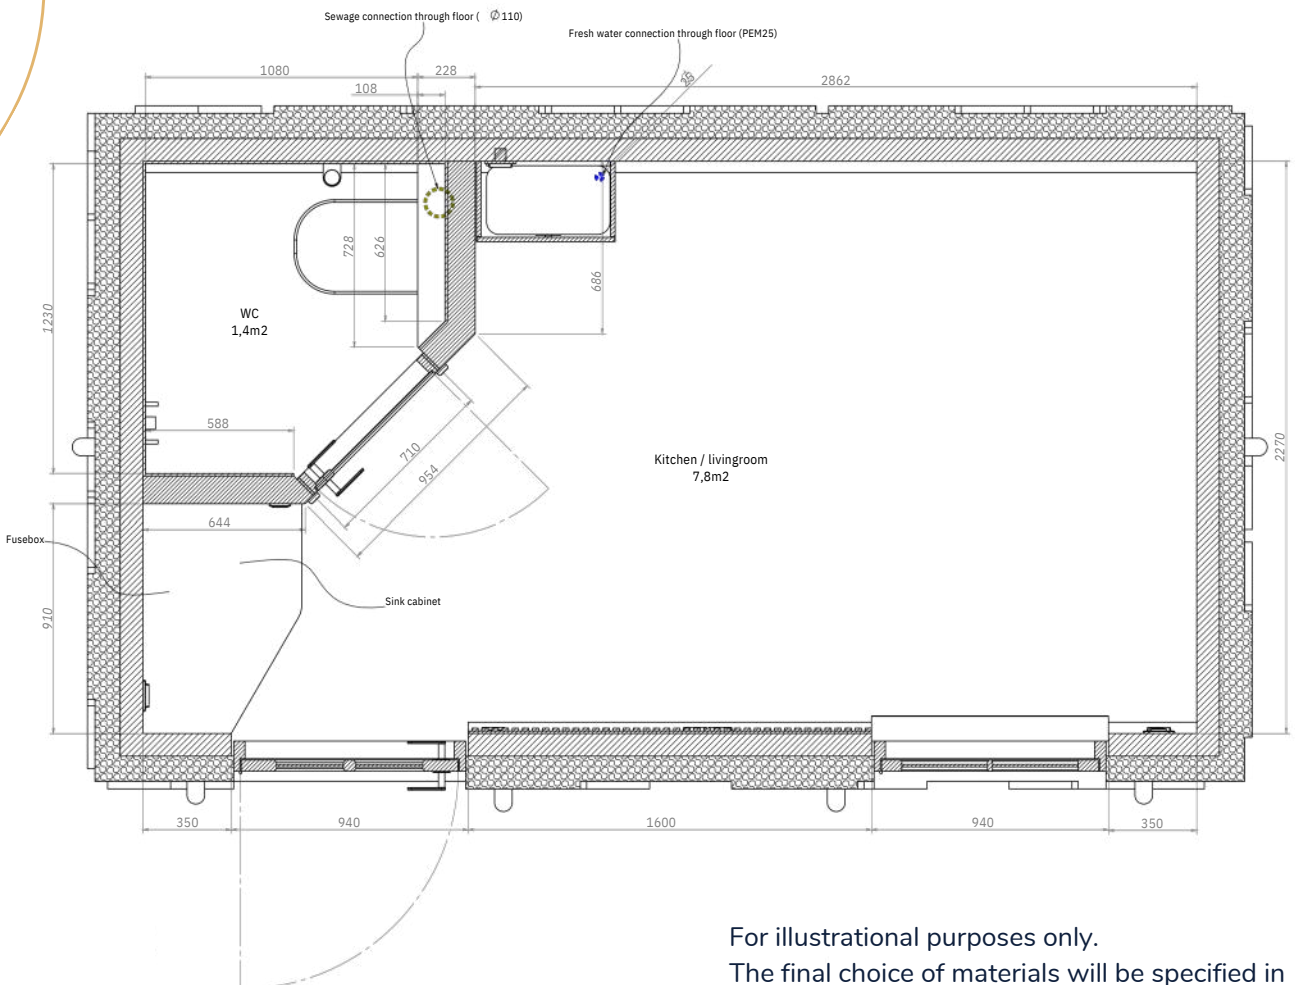 Sewage connection through floor ( ∅110)
Fresh water connection through floor (PEM25)
1080
228
2862
108
728
626
686
1230
WC
1,4m2
588
710
954
Kitchen / livingroom
7,8m2
2270
644
Fusebox
Sink cabinet
910
350
940
1600
940
350
For illustrational purposes only.
The final choice of materials will be specified in